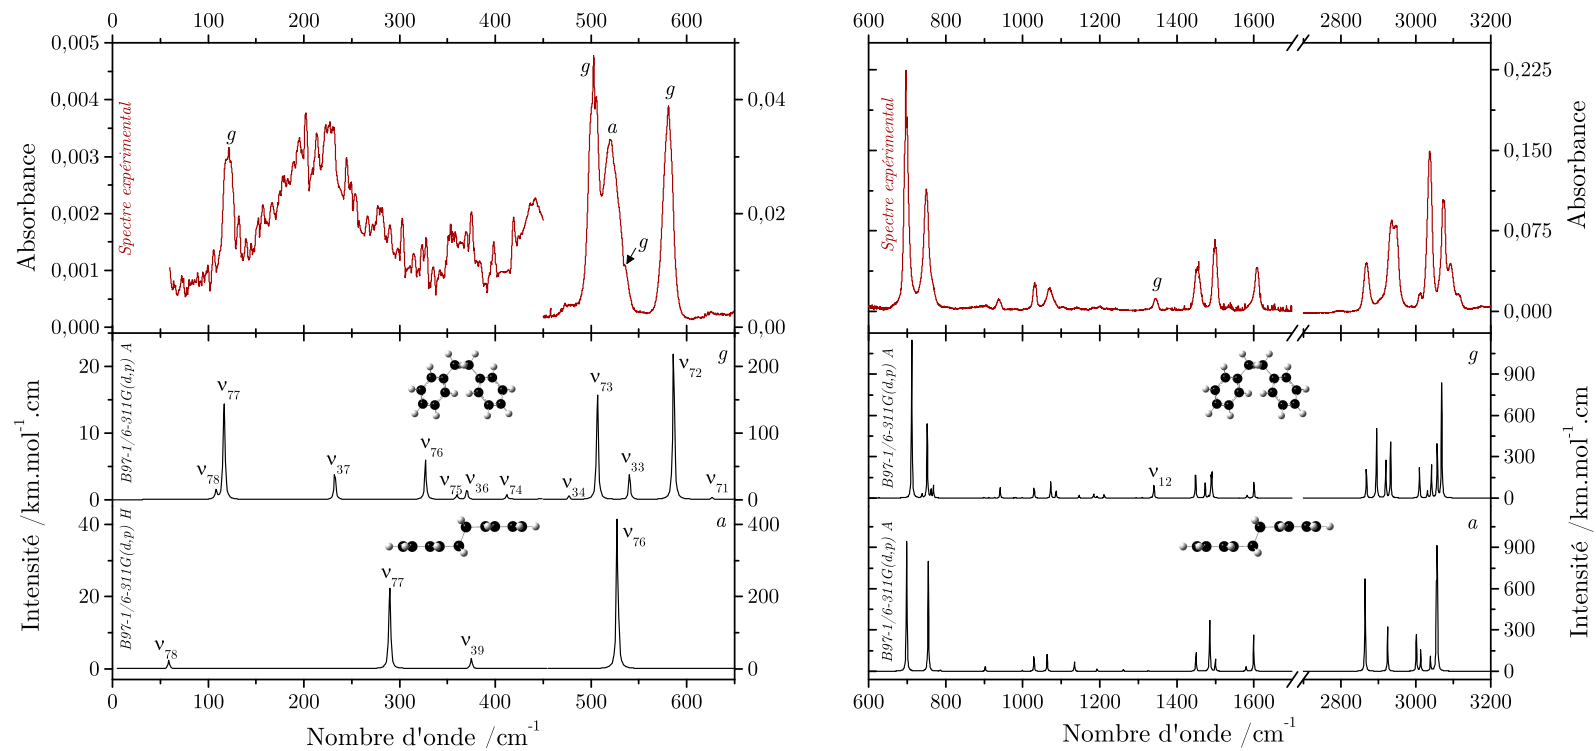 0 100 200 300 400 500 600
0,005
0,004
0,003
0,002
0,001
0,000
Absorbance
Spectre expérimental
g
g
a
g
g
0,04
0,02
0,00
20
10
0
B97-1/6-311G(d,p) A
ν78
ν77
ν37
ν76
ν75
ν36
ν74
ν34
ν73
ν33
ν72
ν71
g
200
100
0
40
20
0
Intensité /km.mol-1.cm
B97-1/6-311G(d,p) H
ν78
ν77
ν39
ν76
a
400
200
0
0 100 200 300 400 500 600
Nombre d'onde /cm-1
600 800 1000 1200 1400 1600 2800 3000 3200
Spectre expérimental
g
0,225
0,150
0,075
0,000
Absorbance
B97-1/6-311G(d,p) A
ν12
g
900
600
300
0
B97-1/6-311G(d,p) A
a
900
600
300
0
Intensité /km.mol-1.cm
600 800 1000 1200 1400 1600 2800 3000 3200
Nombre d'onde /cm-1